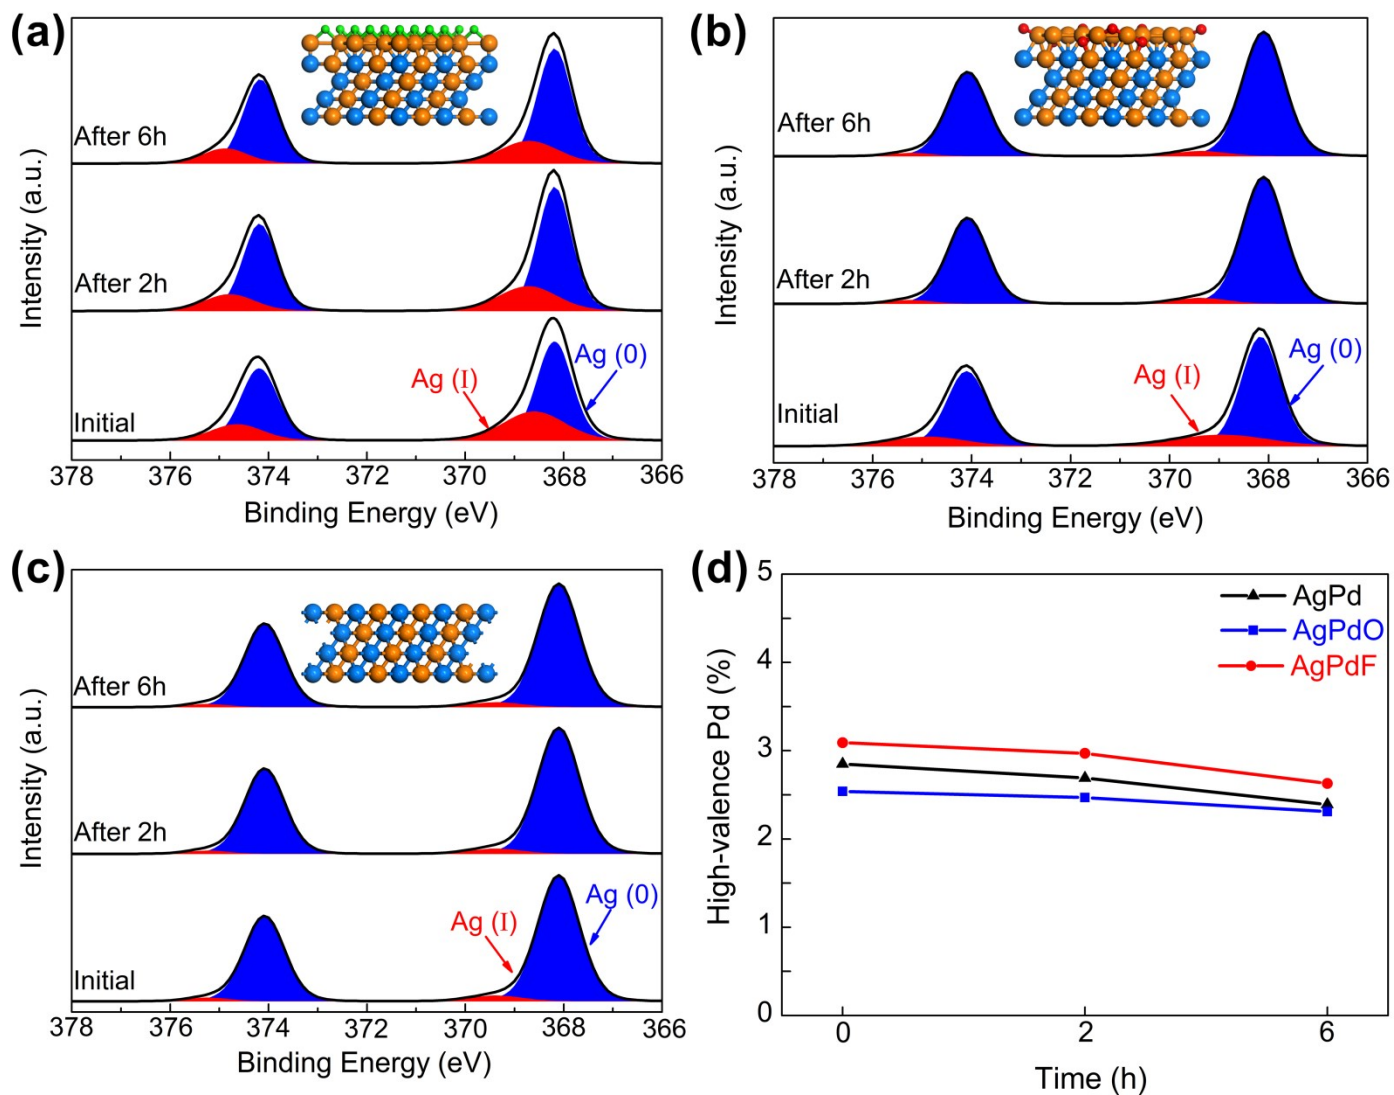 (a)
After 6h
After 2h
Ag (I)
Ag (0)
Initial
Intensity (a.u.)
378 376 374 372 370 368 366
Binding Energy (eV)
(b)
After 6h
After 2h
Ag (I)
Ag (0)
Initial
Intensity (a.u.)
378 376 374 372 370 368 366
Binding Energy (eV)
(c)
After 6h
After 2h
Ag (I)
Ag (0)
Initial
Intensity (a.u.)
378 376 374 372 370 368 366
Binding Energy (eV)
(d)
5
4
3
2
1
0
High-valence Pd (%)
AgPd
AgPdO
AgPdF
0 2 6
Time (h)